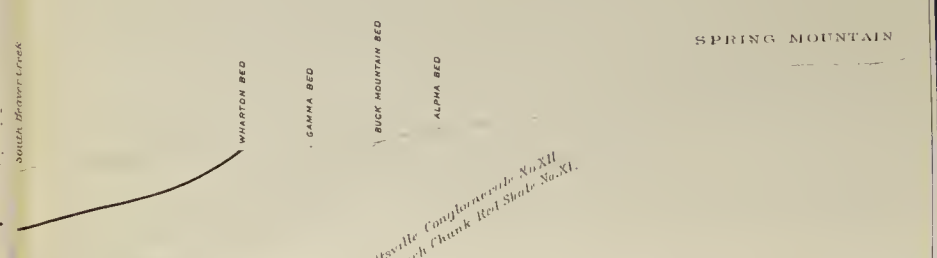 SPRING MOUNTAIN
South Beaver Creek
WHARTON BED
GAMMA BED
BUCK MOUNTAIN BED
ALPHA BED
ttsville Conglomerate No.XII
ch Chunk Red Shale No.XI.